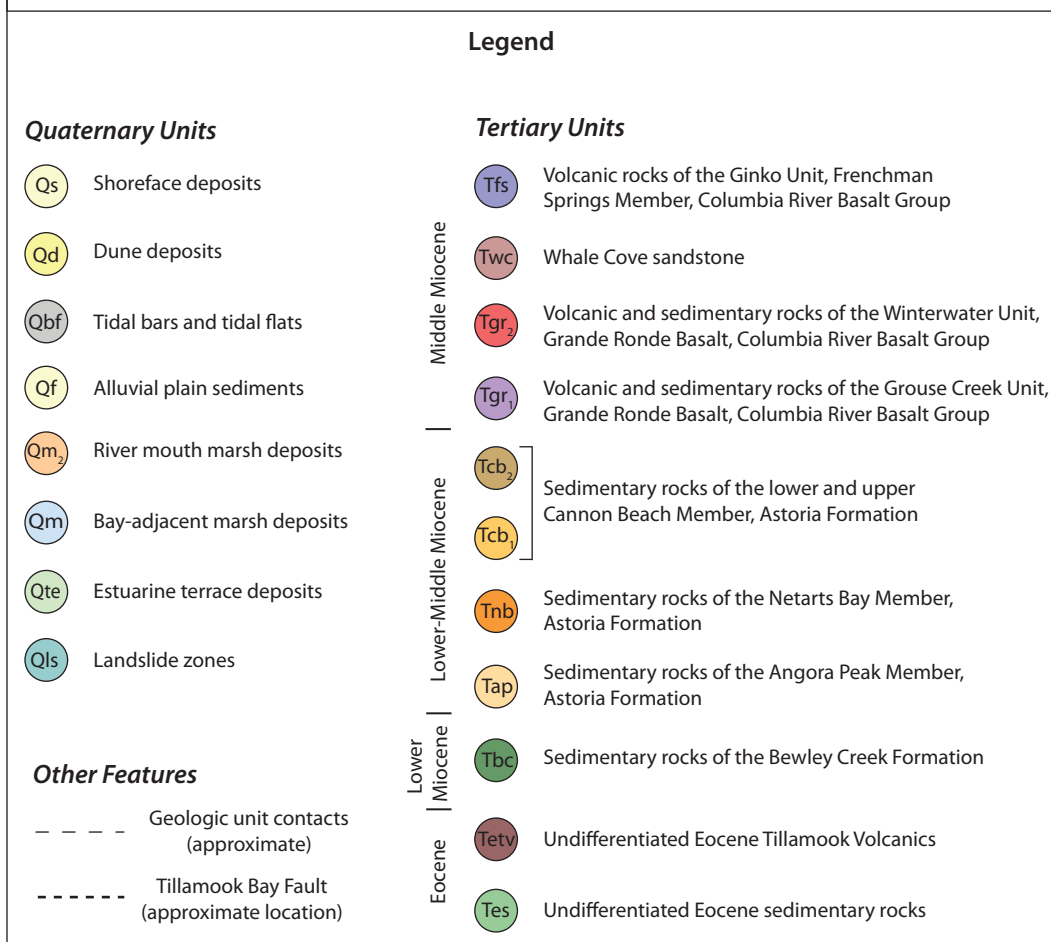 Legend
Quaternary Units
Qs
Shoreface deposits
Qd
Dune deposits
Qbf
Tidal bars and tidal flats
Qf
Alluvial plain sediments
Qm2
River mouth marsh deposits
Qm
Bay-adjacent marsh deposits
Qte
Estuarine terrace deposits
Qls
Landslide zones
Other Features
Geologic unit contacts
(approximate)
Tillamook Bay Fault
(approximate location)
Tertiary Units
Middle Miocene
Tfs
Volcanic rocks of the Ginko Unit, Frenchman
Springs Member, Columbia River Basalt Group
Twc
Whale Cove sandstone
Tgr2
Volcanic and sedimentary rocks of the Winterwater Unit,
Grande Ronde Basalt, Columbia River Basalt Group
Tgr1
Volcanic and sedimentary rocks of the Grouse Creek Unit,
Grande Ronde Basalt, Columbia River Basalt Group
Lower-Middle Miocene
Tcb2
Tcb1
Sedimentary rocks of the lower and upper
Cannon Beach Member, Astoria Formation
Tnb
Sedimentary rocks of the Netarts Bay Member,
Astoria Formation
Tap
Sedimentary rocks of the Angora Peak Member,
Astoria Formation
Lower
Miocene
Tbc
Sedimentary rocks of the Bewley Creek Formation
Eocene
Tetv
Undifferentiated Eocene Tillamook Volcanics
Tes
Undifferentiated Eocene sedimentary rocks